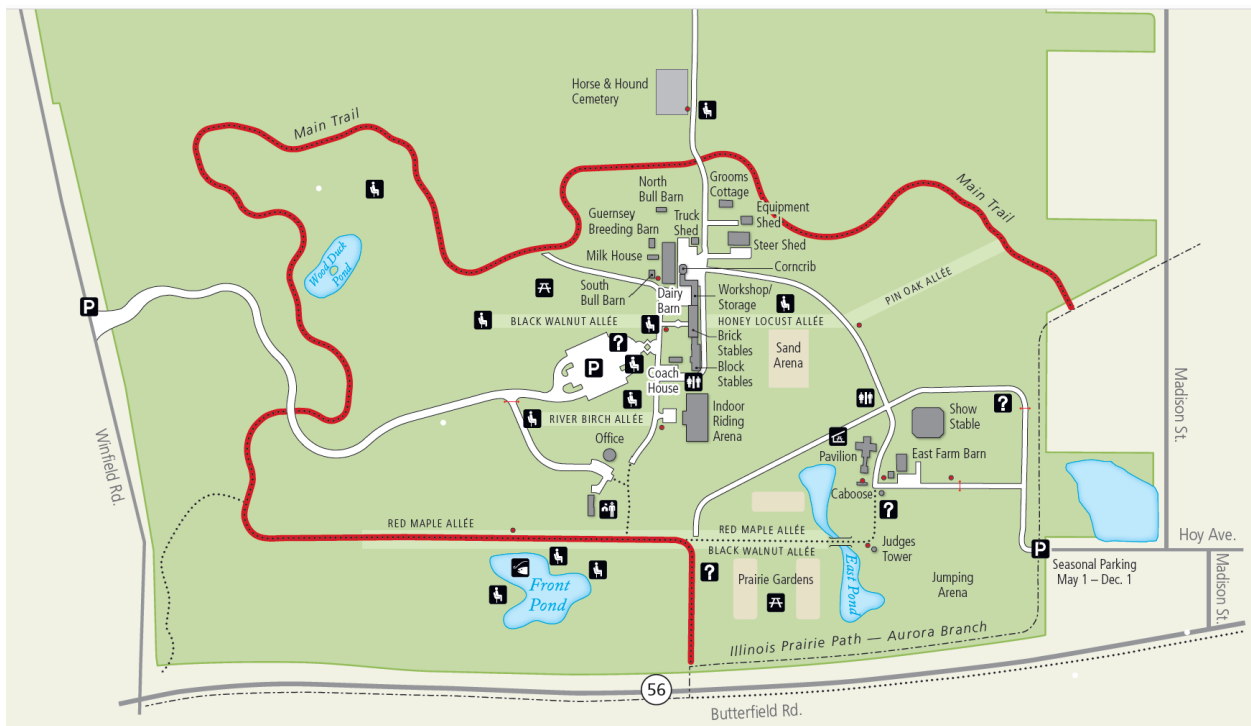 Horse & Hound
Cemetery
Main Trail
North
Bull Barn
Grooms
Cottage
Main Trail
Guernsey
Breeding Barn
Truck
Shed
Equipment
Shed
Steer Shed
Milk House
Corncrib
Wood Duck
Pond
South
Bull Barn
Dairy
Barn
Workshop/
Storage
PIN OAK ALLÉE
P
BLACK WALNUT ALLÉE
HONEY LOCUST ALLÉE
Brick
Stables
Sand
Arena
?
P
Coach
House
Block
Stables
Madison St.
Winfield Rd.
RIVER BIRCH ALLÉE
Indoor
Riding
Arena
?
Show
Stable
Office
Pavilion
East Farm Barn
Caboose
?
RED MAPLE ALLÉE
RED MAPLE ALLÉE
BLACK WALNUT ALLÉE
Judges
Tower
P
Hoy Ave.
Seasonal Parking
May 1 – Dec. 1
Madison St.
Front
Pond
?
Prairie Gardens
East Pond
Jumping
Arena
Illinois Prairie Path — Aurora Branch
56
Butterfield Rd.